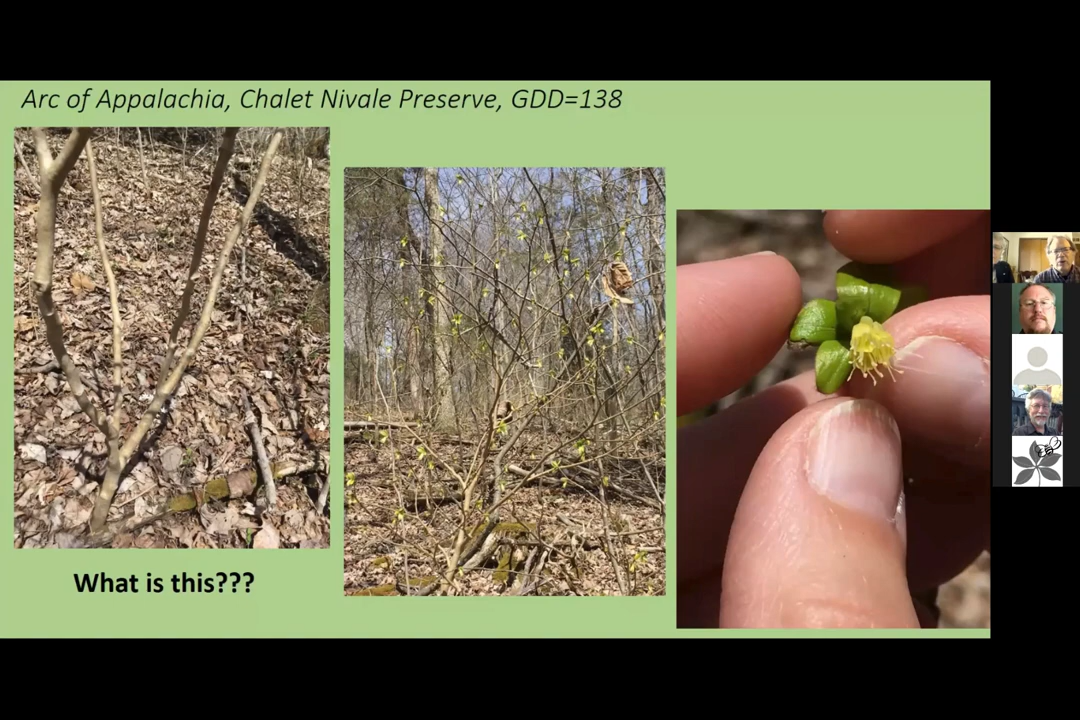 Arc of Appalachia, Chalet Nivale Preserve, GDD=138
What is this???